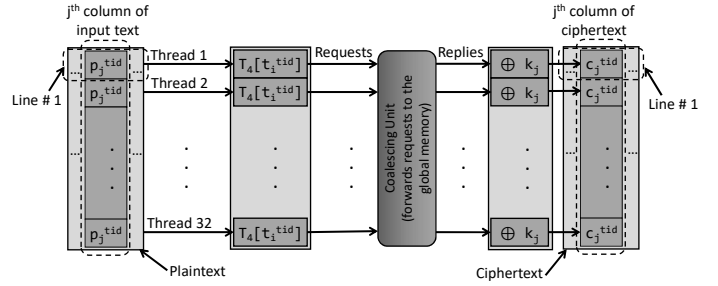 jᵗʰ column of
input text
jᵗʰ column of
ciphertext
Thread 1
Requests
Replies
... pⱼᵗⁱᵈ ...
T₄[tᵢᵗⁱᵈ]
⊕ kⱼ
... cⱼᵗⁱᵈ ...
Line # 1
Line # 1
Thread 2
pⱼᵗⁱᵈ
T₄[tᵢᵗⁱᵈ]
⊕ kⱼ
cⱼᵗⁱᵈ
Coalescing Unit
(forwards requests to the
global memory)
Thread 32
pⱼᵗⁱᵈ
T₄[tᵢᵗⁱᵈ]
⊕ kⱼ
cⱼᵗⁱᵈ
Plaintext
Ciphertext